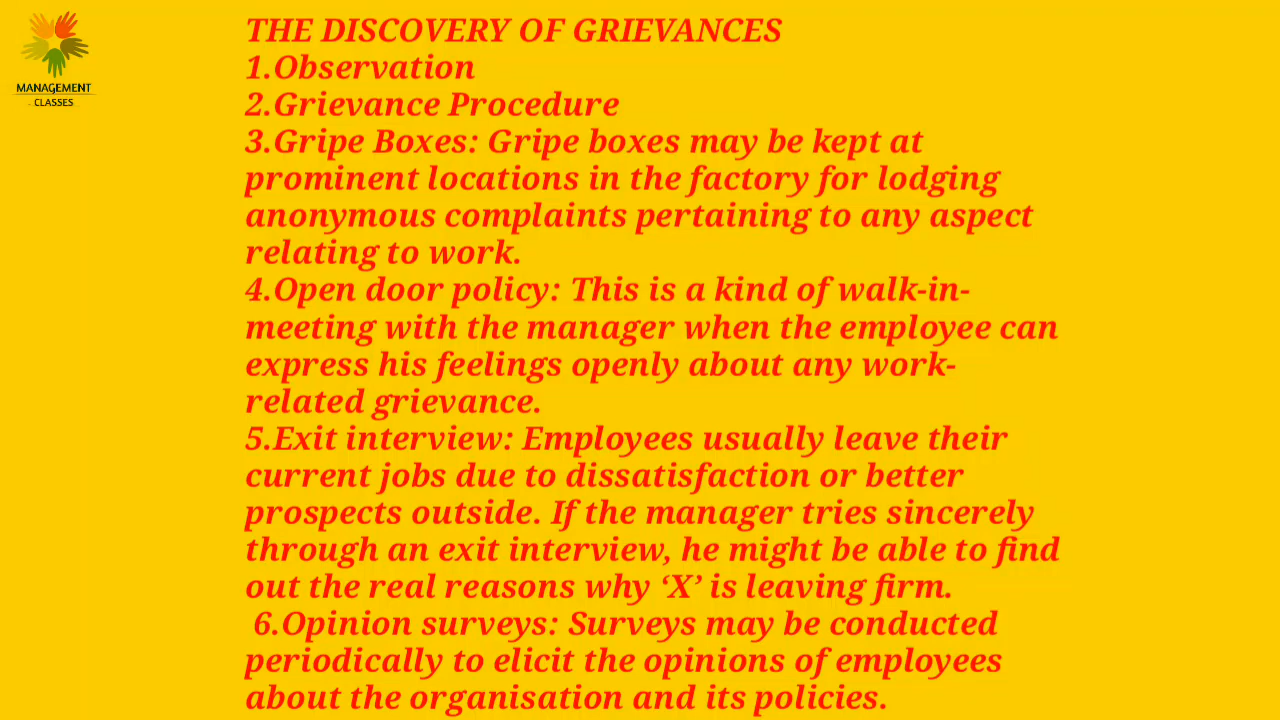 MANAGEMENT
. CLASSES
THE DISCOVERY OF GRIEVANCES
1.Observation
2.Grievance Procedure
3.Gripe Boxes: Gripe boxes may be kept at
prominent locations in the factory for lodging
anonymous complaints pertaining to any aspect
relating to work.
4.Open door policy: This is a kind of walk-in-
meeting with the manager when the employee can
express his feelings openly about any work-
related grievance.
5.Exit interview: Employees usually leave their
current jobs due to dissatisfaction or better
prospects outside. If the manager tries sincerely
through an exit interview, he might be able to find
out the real reasons why ‘X’ is leaving firm.
6.Opinion surveys: Surveys may be conducted
periodically to elicit the opinions of employees
about the organisation and its policies.